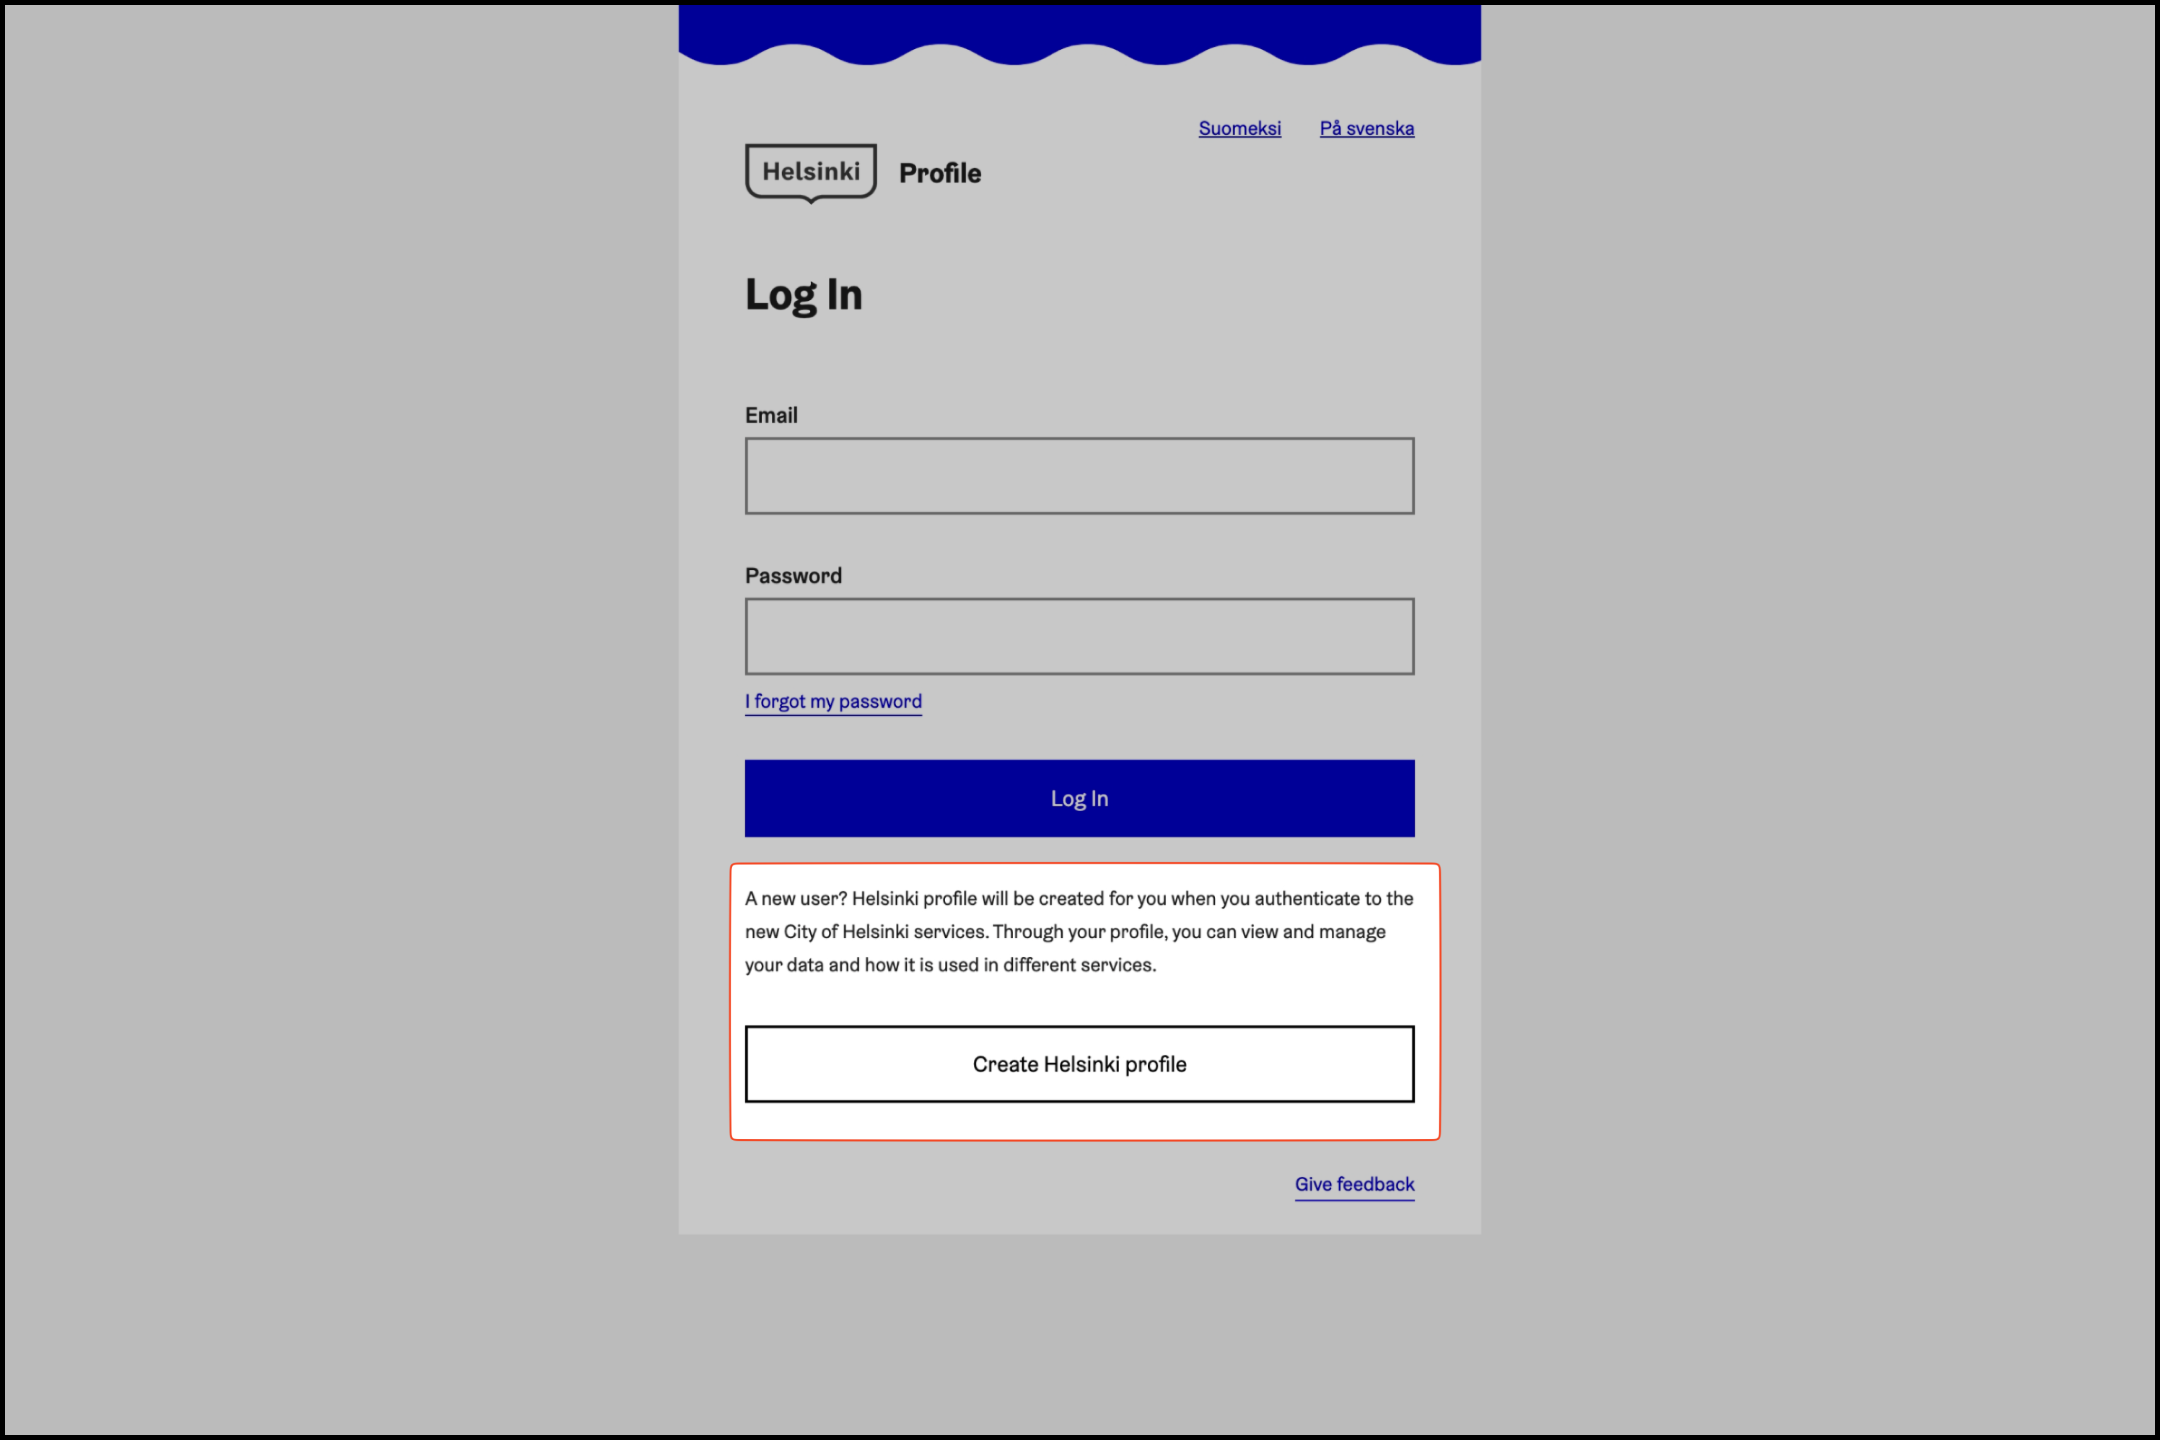 Suomeksi På svenska
Helsinki Profile
Log In
Email
Password
I forgot my password
Log In
A new user? Helsinki profile will be created for you when you authenticate to the
new City of Helsinki services. Through your profile, you can view and manage
your data and how it is used in different services.
Create Helsinki profile
Give feedback